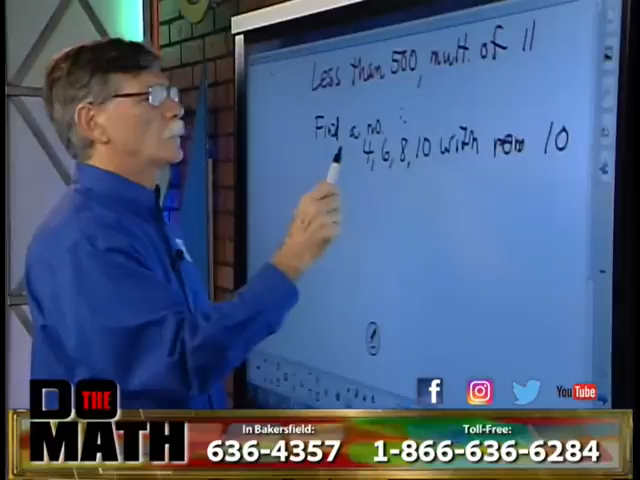 Less than 500, mult. of 11
Find a no. :
4, 6, 8, 10 with rem 10
DO THE MATH
In Bakersfield:
636-4357
Toll-Free:
1-866-636-6284
f
YouTube